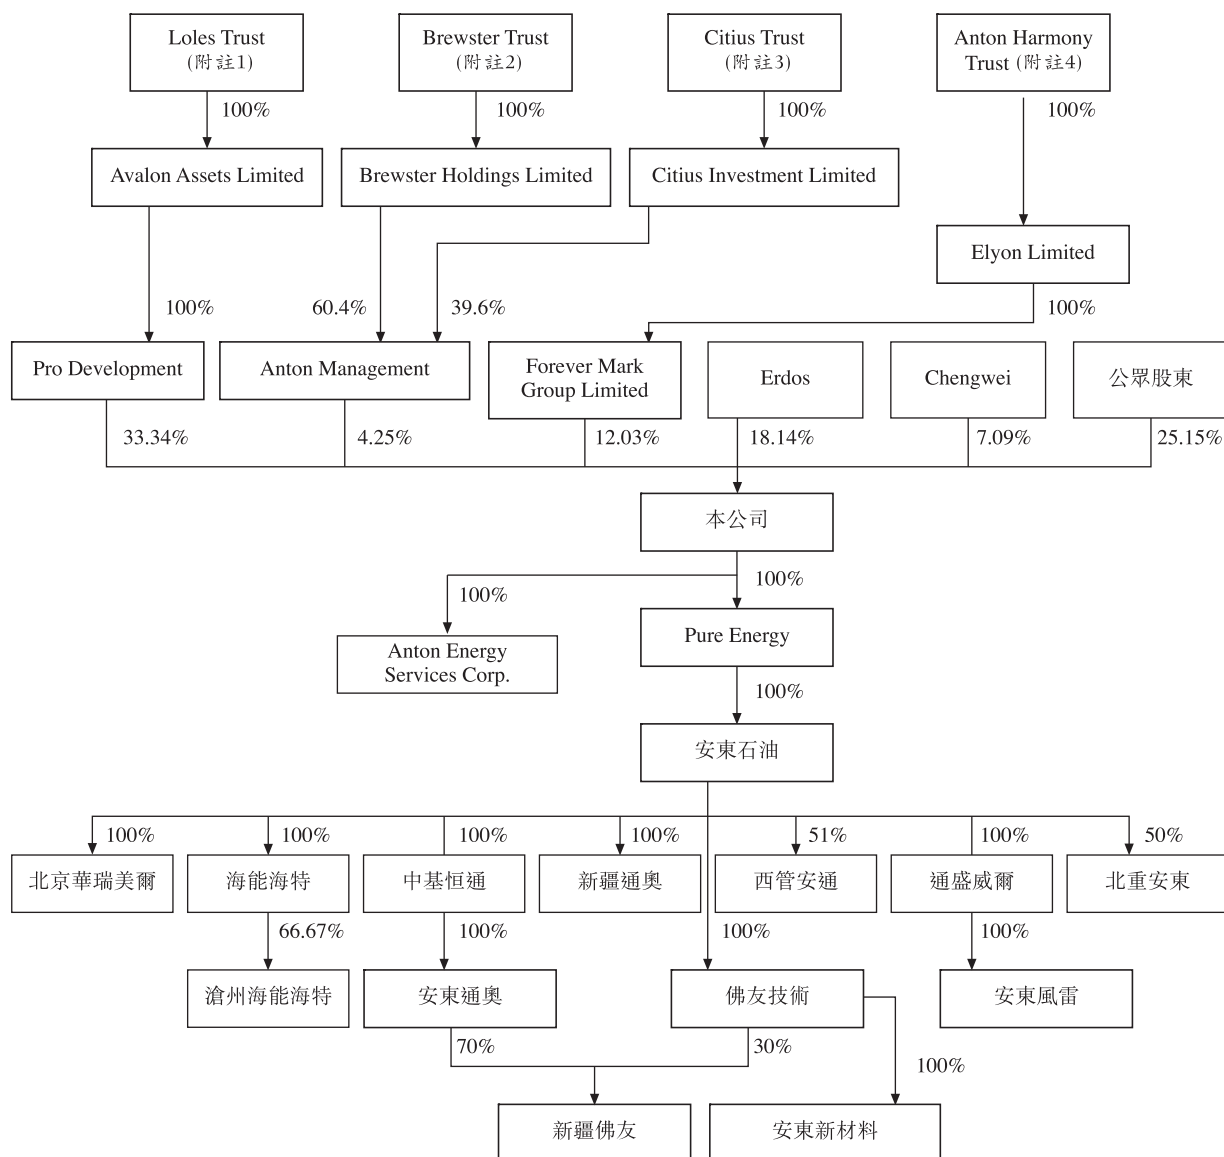 Loles Trust
(附註1)
Brewster Trust
(附註2)
Citius Trust
(附註3)
Anton Harmony
Trust (附註4)
100%
100%
100%
100%
Avalon Assets Limited
Brewster Holdings Limited
Citius Investment Limited
Elyon Limited
100%
60.4%
39.6%
100%
Pro Development
Anton Management
Forever Mark
Group Limited
Erdos
Chengwei
公眾股東
33.34%
4.25%
12.03%
18.14%
7.09%
25.15%
本公司
100%
100%
Anton Energy
Services Corp.
Pure Energy
100%
安東石油
100%
100%
100%
100%
51%
100%
50%
北京華瑞美爾
海能海特
中基恒通
新疆通奧
西管安通
通盛威爾
北重安東
66.67%
100%
100%
100%
滄州海能海特
安東通奧
佛友技術
安東風雷
70%
30%
100%
新疆佛友
安東新材料